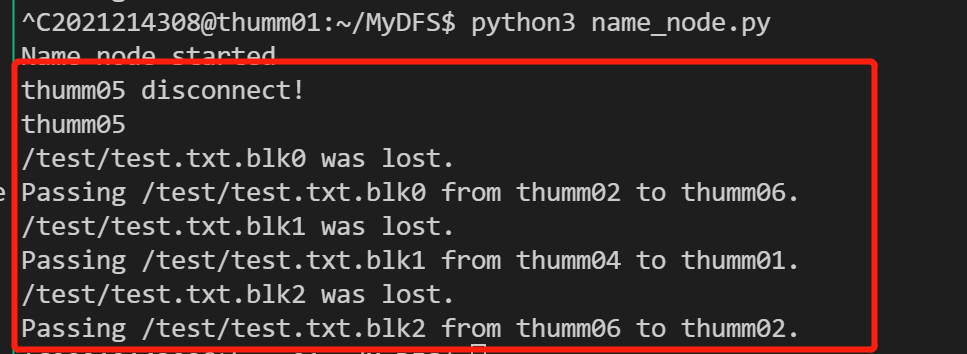 ^C2021214308@thumm01:~/MyDFS$ python3 name_node.py
Name node started
thumm05 disconnect!
thumm05
/test/test.txt.blk0 was lost.
e Passing /test/test.txt.blk0 from thumm02 to thumm06.
/test/test.txt.blk1 was lost.
Passing /test/test.txt.blk1 from thumm04 to thumm01.
/test/test.txt.blk2 was lost.
Passing /test/test.txt.blk2 from thumm06 to thumm02.